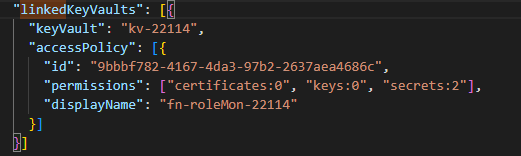 "linkedKeyVaults": [{
"keyVault": "kv-22114",
"accessPolicy": [{
"id": "9bbbf782-4167-4da3-97b2-2637aea4686c",
"permissions": ["certificates:0", "keys:0", "secrets:2"],
"displayName": "fn-roleMon-22114"
}]
}]